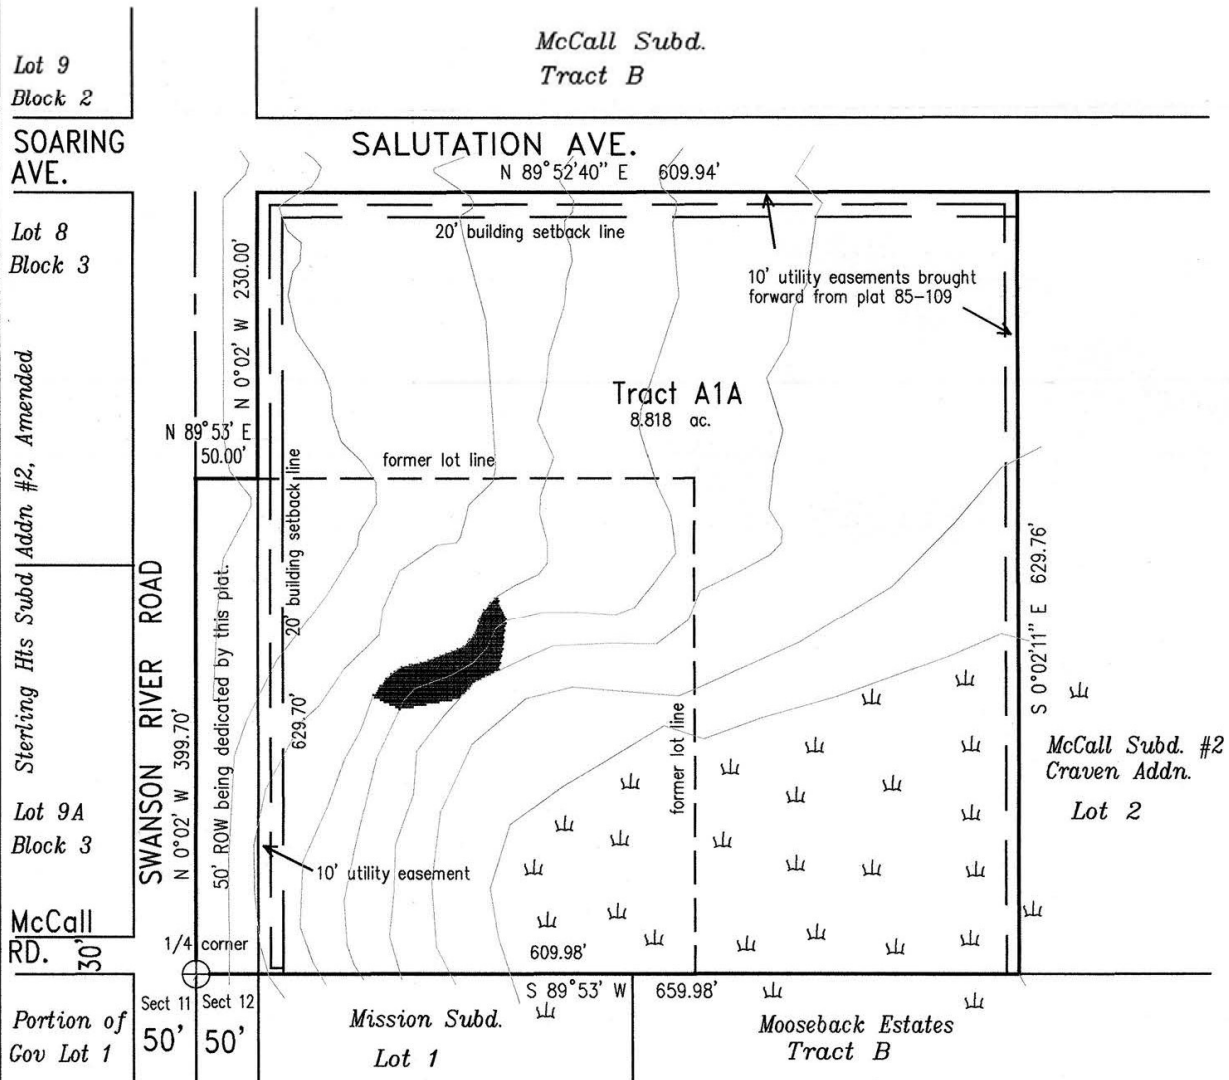 McCall Subd.
Tract B
Lot 9
Block 2
SOARING
AVE.
SALUTATION AVE.
N 89°52'40" E 609.94'
Lot 8
Block 3
20' building setback line
10' utility easements brought
forward from plat 85-109
N 0°02' W 230.00'
Tract A1A
8.818 ac.
N 89°53' E
50.00'
former lot line
20' building setback line
Sterling Hts Subd Addn #2, Amended
SWANSON RIVER ROAD
N 0°02' W 399.70'
50' ROW being dedicated by this plat.
629.70'
former lot line
S 0°02'11" E 629.76'
McCall Subd. #2
Craven Addn.
Lot 2
Lot 9A
Block 3
10' utility easement
McCall
RD.
30'
1/4 corner
609.98'
S 89°53' W 659.98'
Sect 11
Sect 12
50'
50'
Portion of
Gov Lot 1
Mission Subd.
Lot 1
Mooseback Estates
Tract B